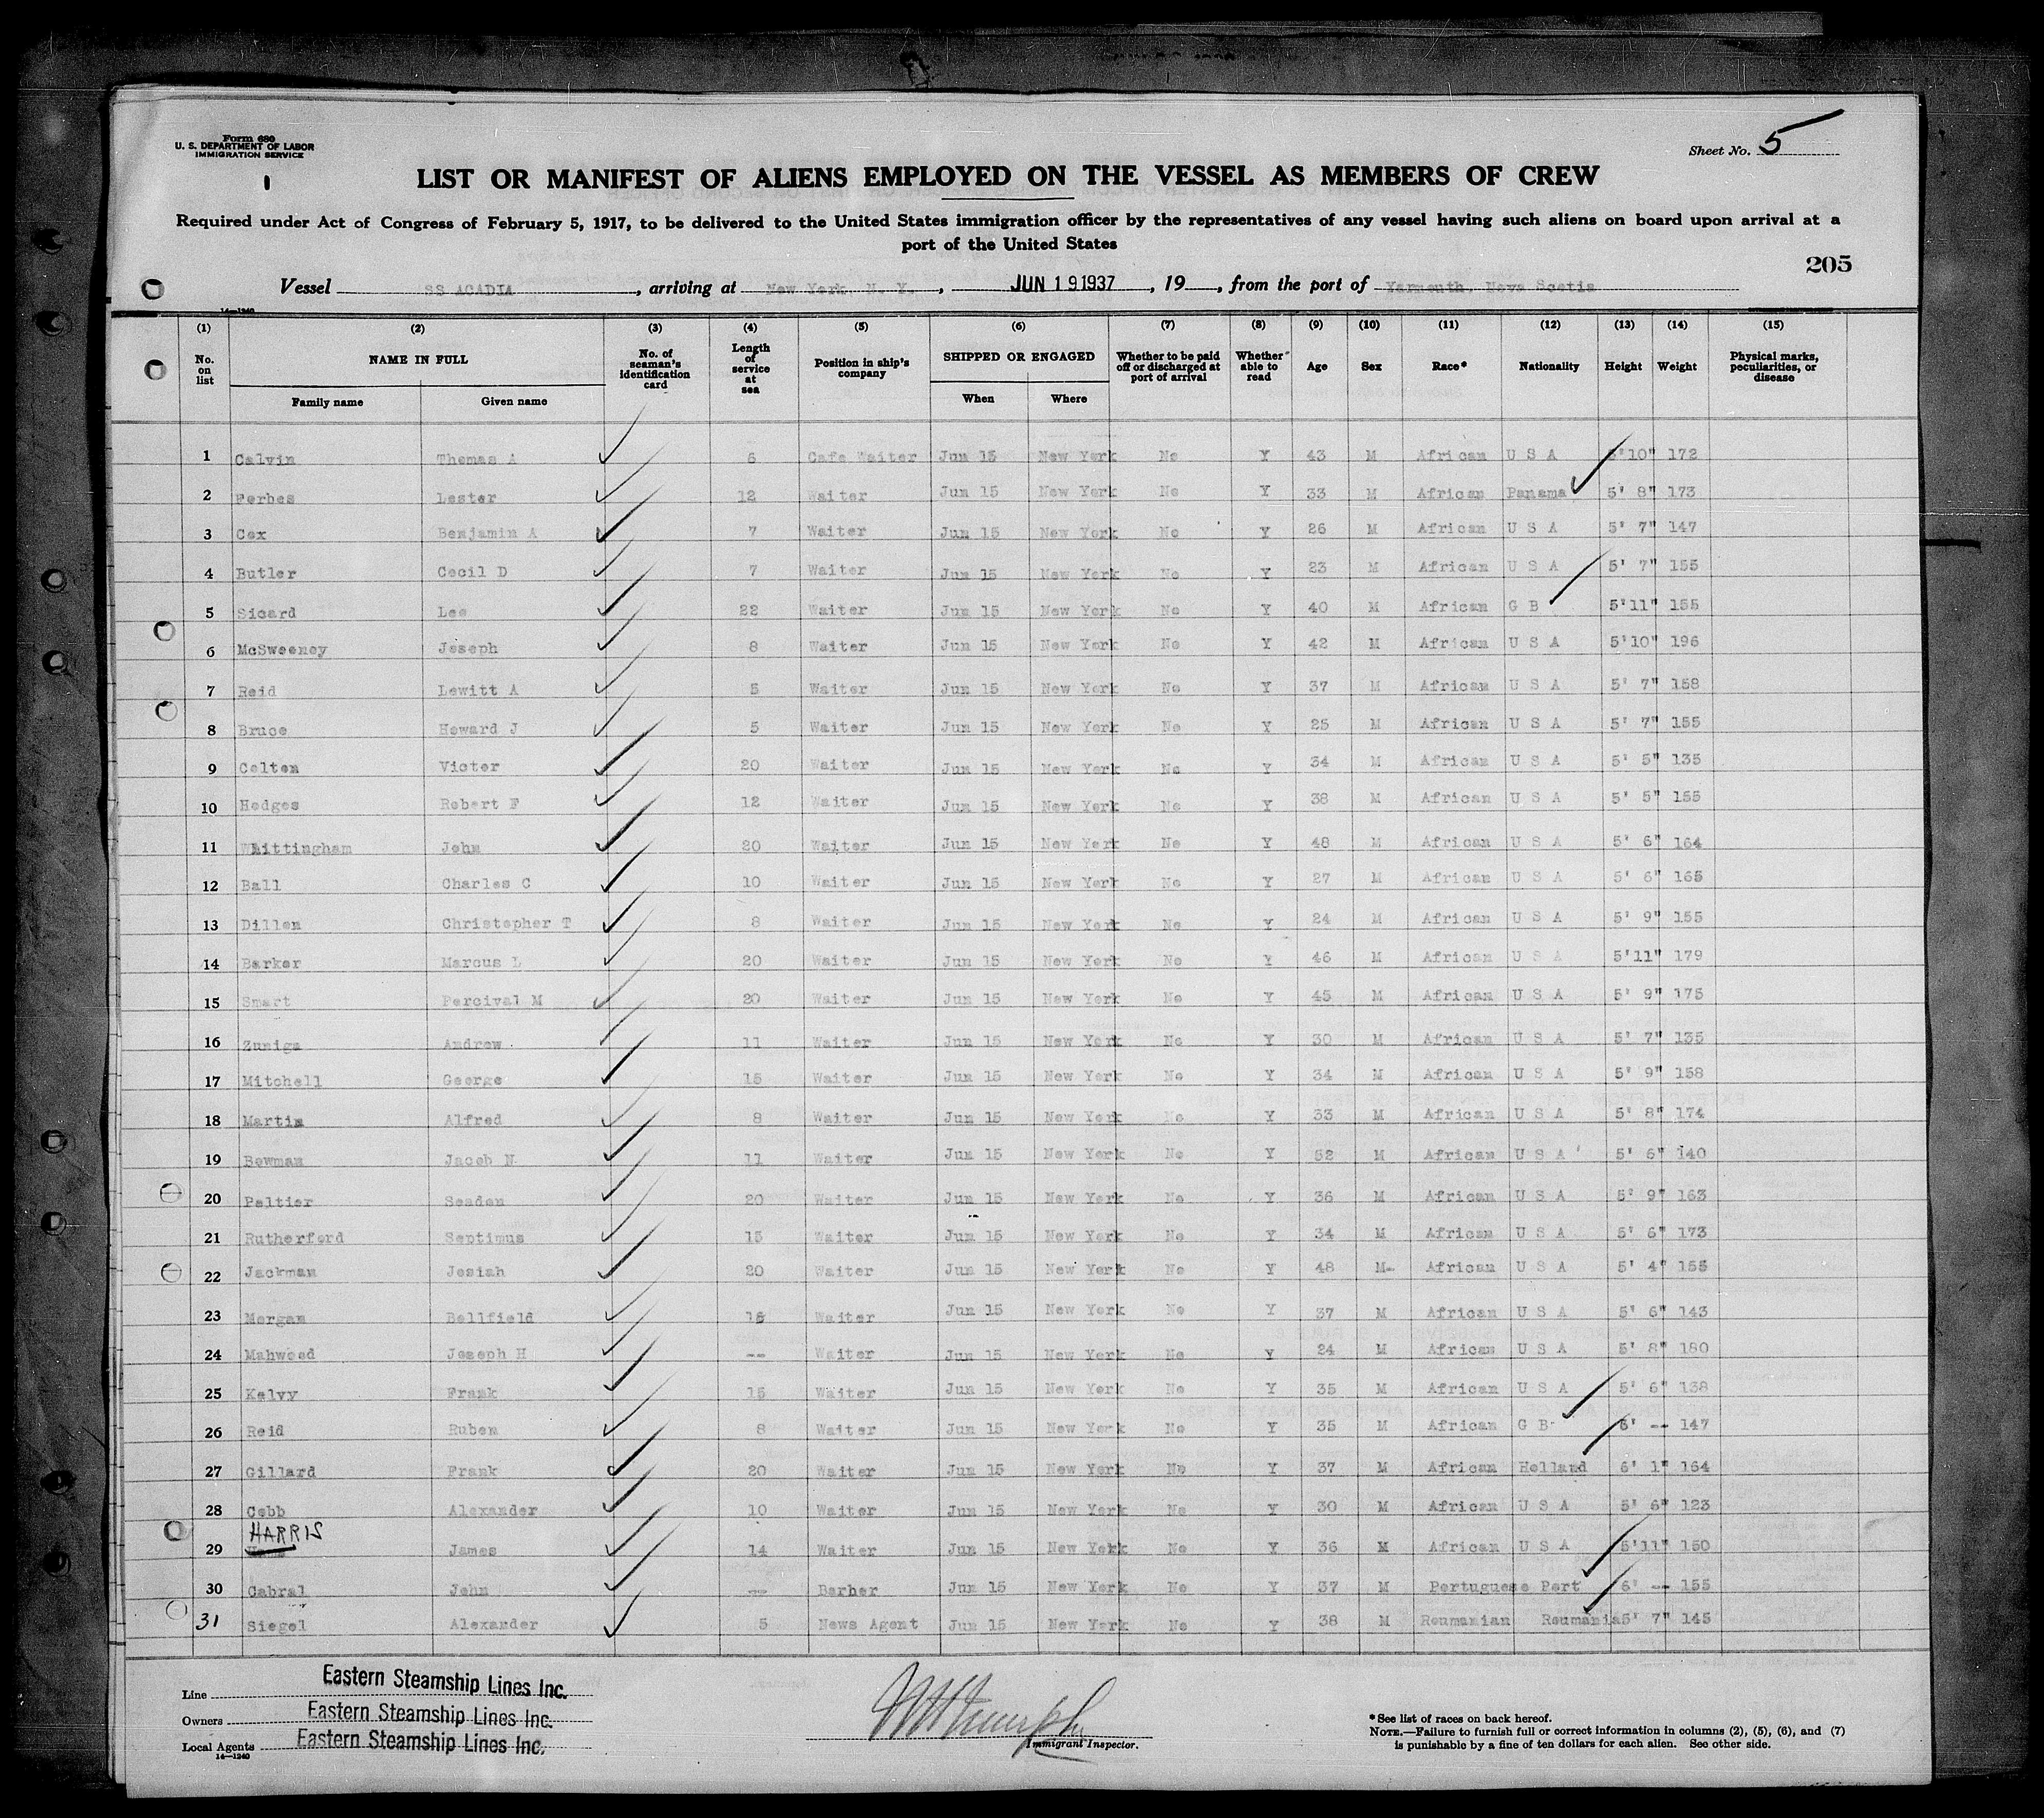 Form 680
U. S. DEPARTMENT OF LABOR
IMMIGRATION SERVICE
1
Sheet No. 5
LIST OR MANIFEST OF ALIENS EMPLOYED ON THE VESSEL AS MEMBERS OF CREW
Required under Act of Congress of February 5, 1917, to be delivered to the United States immigration officer by the representatives of any vessel having such aliens on board upon arrival at a
port of the United States
205
Vessel SS ACADIA, arriving at New York N. Y., JUN 19 1937, 19, from the port of Yarmouth, Nova Scotia
14—1240
(1) (2) (3) (4) (5) (6) (7) (8) (9) (10) (11) (12) (13) (14) (15)
No. on list NAME IN FULL No. of seaman's identification card Length of service at sea Position in ship's company SHIPPED OR ENGAGED Whether to be paid off or discharged at port of arrival Whether able to read Age Sex Race* Nationality Height Weight Physical marks, peculiarities, or disease
Family name Given name When Where
1 Calvin Thomas A 6 Cafe Waiter Jun 15 New York No Y 43 M African U S A 5'10" 172
2 Forbes Lester 12 Waiter Jun 15 New York No Y 33 M African Panama 5' 8" 173
3 Cox Benjamin A 7 Waiter Jun 15 New York No Y 26 M African U S A 5' 7" 147
4 Butler Cecil D 7 Waiter Jun 15 New York No Y 23 M African U S A 5' 7" 155
5 Sicard Lee 22 Waiter Jun 15 New York No Y 40 M African G B 5'11" 155
6 McSweeney Joseph 8 Waiter Jun 15 New York No Y 42 M African U S A 5'10" 196
7 Reid Lewitt A 5 Waiter Jun 15 New York No Y 37 M African U S A 5' 7" 158
8 Bruce Howard J 5 Waiter Jun 15 New York No Y 25 M African U S A 5' 7" 155
9 Colton Victor 20 Waiter Jun 15 New York No Y 34 M African U S A 5' 5" 135
10 Hodges Robert F 12 Waiter Jun 15 New York No Y 38 M African U S A 5' 5" 155
11 Whittingham John 20 Waiter Jun 15 New York No Y 48 M African U S A 5' 6" 164
12 Ball Charles C 10 Waiter Jun 15 New York No Y 27 M African U S A 5' 6" 165
13 Dillon Christopher T 8 Waiter Jun 15 New York No Y 24 M African U S A 5' 9" 155
14 Barker Marcus L 20 Waiter Jun 15 New York No Y 46 M African U S A 5'11" 179
15 Smart Percival M 20 Waiter Jun 15 New York No Y 45 M African U S A 5' 9" 175
16 Zuniga Andrew 11 Waiter Jun 15 New York No Y 30 M African U S A 5' 7" 135
17 Mitchell George 15 Waiter Jun 15 New York No Y 34 M African U S A 5' 9" 158
18 Martin Alfred 8 Waiter Jun 15 New York No Y 33 M African U S A 5' 8" 174
19 Bowman Jacob N 11 Waiter Jun 15 New York No Y 52 M African U S A 5' 6" 140
20 Peltier Seaden 20 Waiter Jun 15 New York No Y 36 M African U S A 5' 9" 163
21 Rutherford Septimus 15 Waiter Jun 15 New York No Y 34 M African U S A 5' 6" 173
22 Jackman Josiah 20 Waiter Jun 15 New York No Y 48 M African U S A 5' 4" 155
23 Morgan Bellfield 15 Waiter Jun 15 New York No Y 37 M African U S A 5' 6" 143
24 Mahwood Joseph H -- Waiter Jun 15 New York No Y 24 M African U S A 5' 8" 180
25 Kelvy Frank 15 Waiter Jun 15 New York No Y 35 M African U S A 5' 6" 138
26 Reid Ruben 8 Waiter Jun 15 New York No Y 35 M African G B 6' -- 147
27 Gillard Frank 20 Waiter Jun 15 New York No Y 37 M African Holland 6' 1" 164
28 Cobb Alexander 10 Waiter Jun 15 New York No Y 30 M African U S A 5' 6" 123
HARRIS
29 James 14 Waiter Jun 15 New York No Y 36 M African U S A 5'11" 150
30 Cabral John -- Barber Jun 15 New York No Y 37 M Portuguese Port 6' -- 155
31 Siegel Alexander 5 News Agent Jun 15 New York No Y 38 M Roumanian Roumania 5' 7" 145
Line Eastern Steamship Lines Inc.
Owners Eastern Steamship Lines Inc.
Local Agents Eastern Steamship Lines Inc.
14—1240
Immigrant Inspector.
*See list of races on back hereof.
NOTE.—Failure to furnish full or correct information in columns (2), (5), (6), and (7)
is punishable by a fine of ten dollars for each alien. See other side.